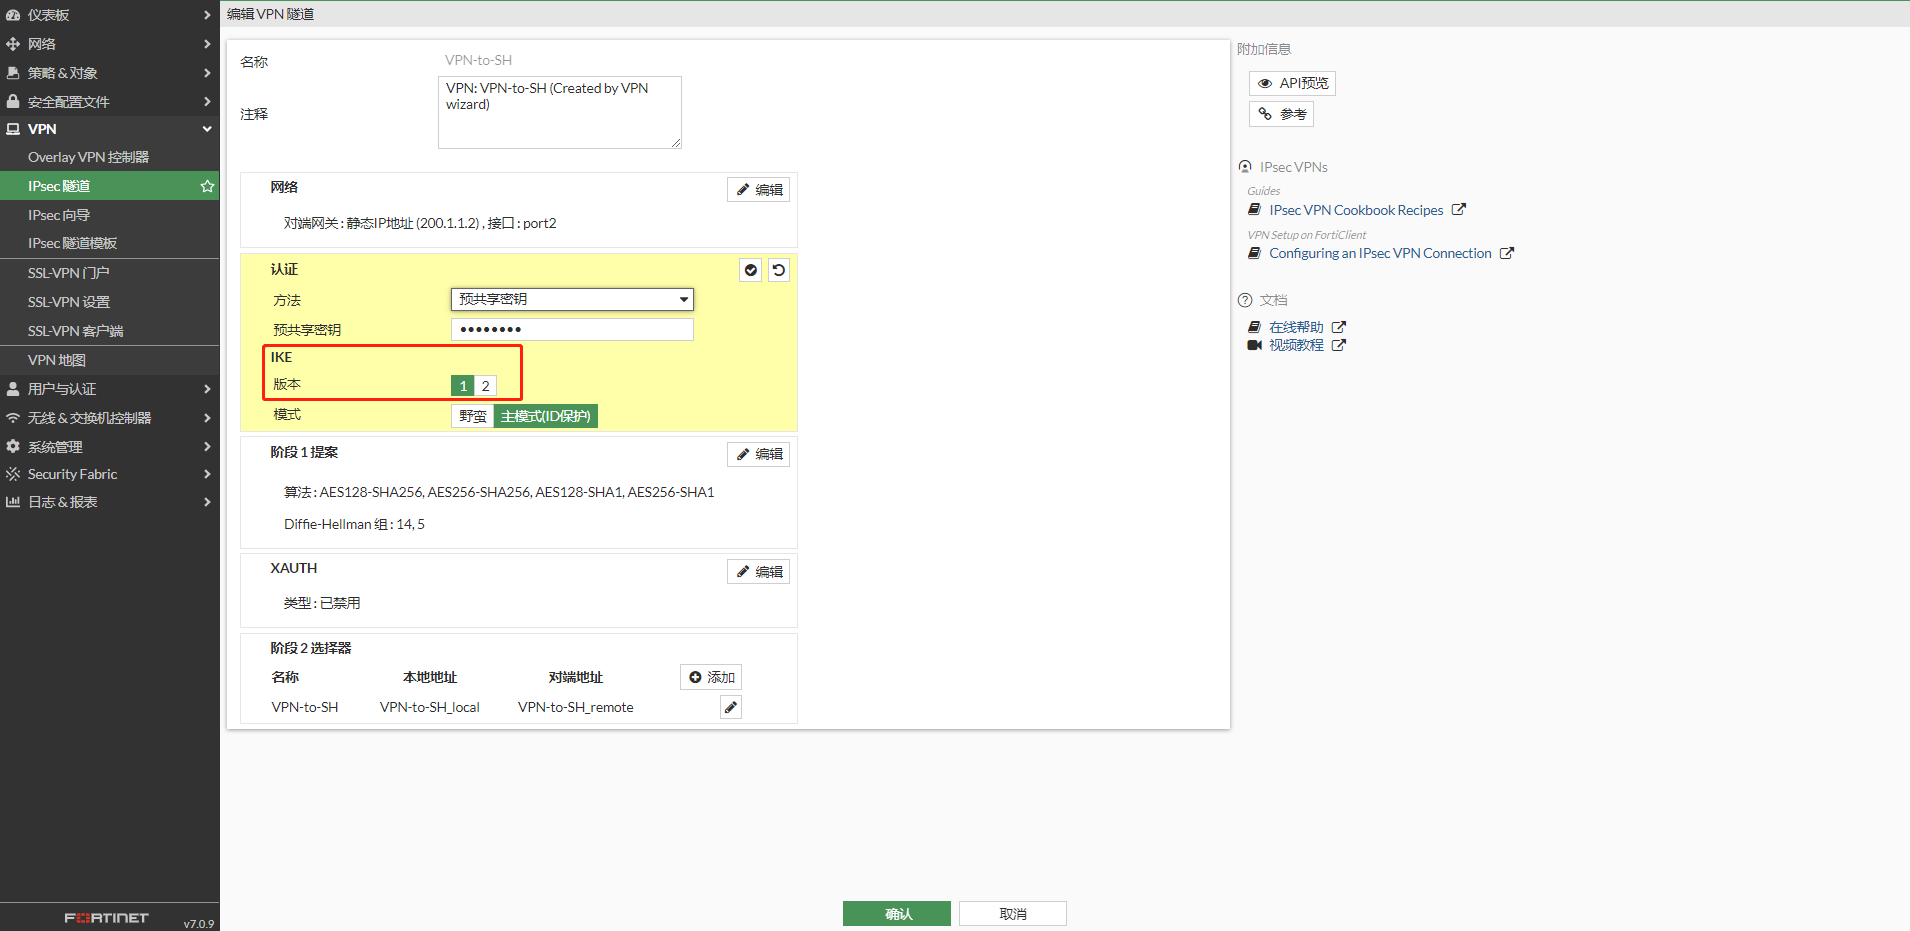 仪表板
网络
策略 & 对象
安全配置文件
VPN
Overlay VPN 控制器
IPsec 隧道
IPsec 向导
IPsec 隧道模板
SSL-VPN 门户
SSL-VPN 设置
SSL-VPN 客户端
VPN 地图
用户与认证
无线 & 交换机控制器
系统管理
Security Fabric
日志 & 报表
FORTINET
v7.0.9
编辑 VPN 隧道
名称 VPN-to-SH
注释
VPN: VPN-to-SH (Created by VPN
wizard)
网络 编辑
对端网关 : 静态IP地址 (200.1.1.2) , 接口 : port2
认证
方法 预共享密钥
预共享密钥 ••••••••
IKE
版本 1 2
模式 野蛮 主模式(ID保护)
阶段 1 提案 编辑
算法 : AES128-SHA256, AES256-SHA256, AES128-SHA1, AES256-SHA1
Diffie-Hellman 组 : 14, 5
XAUTH 编辑
类型 : 已禁用
阶段 2 选择器
名称 本地地址 对端地址 添加
VPN-to-SH VPN-to-SH_local VPN-to-SH_remote
确认 取消
附加信息
API预览
参考
IPsec VPNs
Guides
IPsec VPN Cookbook Recipes
VPN Setup on FortiClient
Configuring an IPsec VPN Connection
文档
在线帮助
视频教程